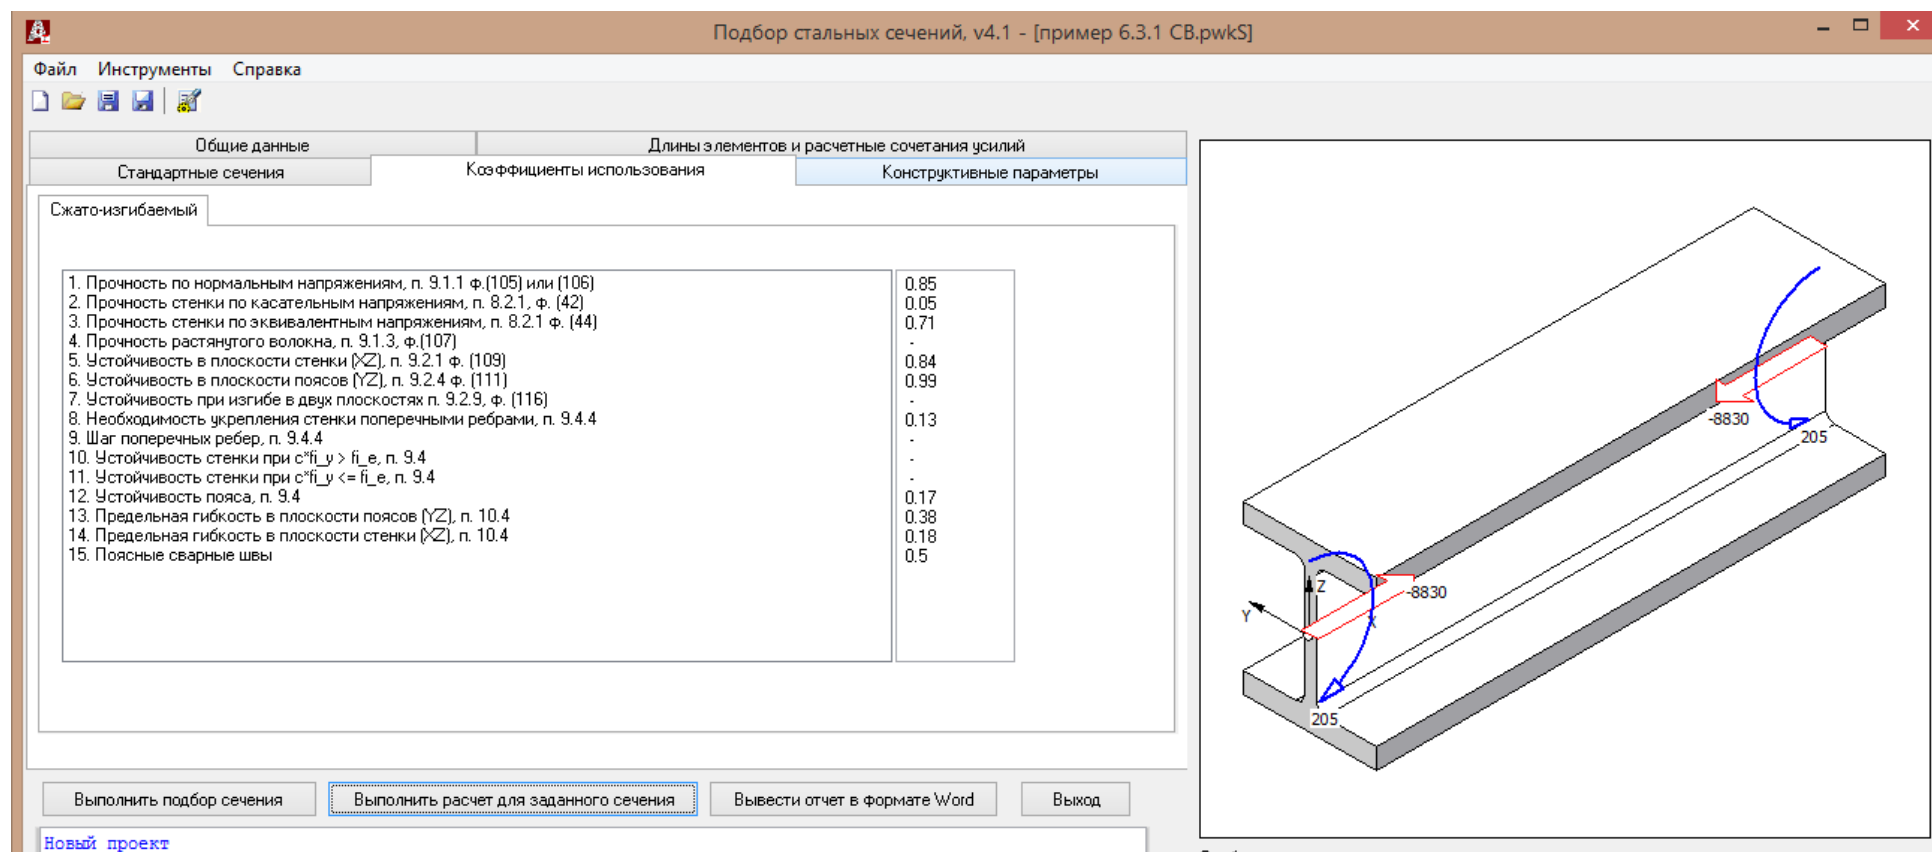 Подбор стальных сечений, v4.1 - [пример 6.3.1 СВ.pwkS]
Файл Инструменты Справка
Общие данные
Длины элементов и расчетные сочетания усилий
Стандартные сечения
Коэффициенты использования
Конструктивные параметры
Сжато-изгибаемый
1. Прочность по нормальным напряжениям, п. 9.1.1 ф.(105) или (106) 0.85
2. Прочность стенки по касательным напряжениям, п. 8.2.1, ф. (42) 0.05
3. Прочность стенки по эквивалентным напряжениям, п. 8.2.1 ф. (44) 0.71
4. Прочность растянутого волокна, п. 9.1.3, ф.(107) -
5. Устойчивость в плоскости стенки (XZ), п. 9.2.1 ф. (109) 0.84
6. Устойчивость в плоскости поясов (YZ), п. 9.2.4 ф. (111) 0.99
7. Устойчивость при изгибе в двух плоскостях п. 9.2.9, ф. (116) -
8. Необходимость укрепления стенки поперечными ребрами, п. 9.4.4 0.13
9. Шаг поперечных ребер, п. 9.4.4 -
10. Устойчивость стенки при c*fi_y > fi_e, п. 9.4 -
11. Устойчивость стенки при c*fi_y <= fi_e, п. 9.4 -
12. Устойчивость пояса, п. 9.4 0.17
13. Предельная гибкость в плоскости поясов (YZ), п. 10.4 0.38
14. Предельная гибкость в плоскости стенки (XZ), п. 10.4 0.18
15. Поясные сварные швы 0.5
-8830
205
Z
-8830
Y
X
205
Выполнить подбор сечения
Выполнить расчет для заданного сечения
Вывести отчет в формате Word
Выход
Новый проект